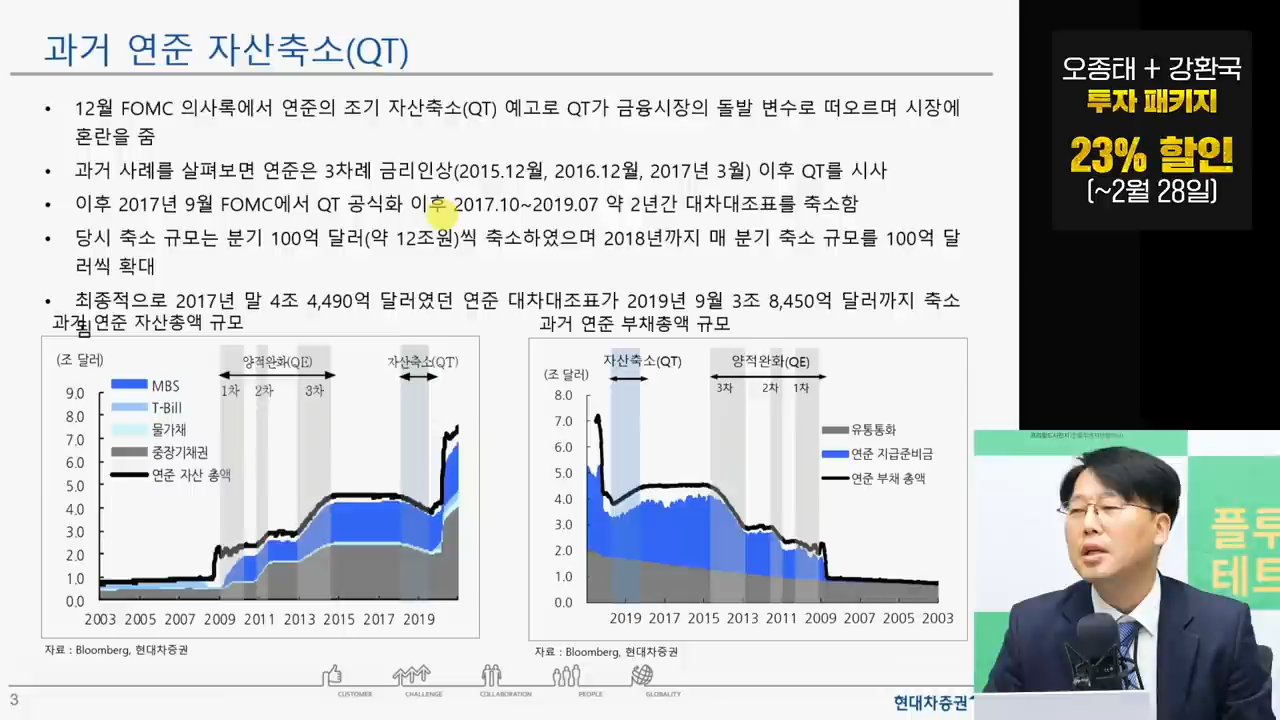 과거 연준 자산축소(QT)
• 12월 FOMC 의사록에서 연준의 조기 자산축소(QT) 예고로 QT가 금융시장의 돌발 변수로 떠오르며 시장에
혼란을 줌
• 과거 사례를 살펴보면 연준은 3차례 금리인상(2015.12월, 2016.12월, 2017년 3월) 이후 QT를 시사
• 이후 2017년 9월 FOMC에서 QT 공식화 이후 2017.10~2019.07 약 2년간 대차대조표를 축소함
• 당시 축소 규모는 분기 100억 달러(약 12조원)씩 축소하였으며 2018년까지 매 분기 축소 규모를 100억 달
러씩 확대
• 최종적으로 2017년 말 4조 4,490억 달러였던 연준 대차대조표가 2019년 9월 3조 8,450억 달러까지 축소
됨
과거 연준 자산총액 규모
(조 달러)
양적완화(QE)
자산축소(QT)
1차 2차 3차
MBS
T-Bill
물가채
중장기채권
연준 자산 총액
9.0
8.0
7.0
6.0
5.0
4.0
3.0
2.0
1.0
0.0
2003 2005 2007 2009 2011 2013 2015 2017 2019
자료 : Bloomberg, 현대차증권
과거 연준 부채총액 규모
(조 달러)
자산축소(QT)
양적완화(QE)
3차 2차 1차
유통통화
연준 지급준비금
연준 부채 총액
8.0
7.0
6.0
5.0
4.0
3.0
2.0
1.0
0.0
2019 2017 2015 2013 2011 2009 2007 2005 2003
자료 : Bloomberg, 현대차증권
3
CUSTOMER CHALLENGE COLLABORATION PEOPLE GLOBALITY
현대차증권
오종태 + 강환국
투자 패키지
23% 할인
(~2월 28일)
플루
테트